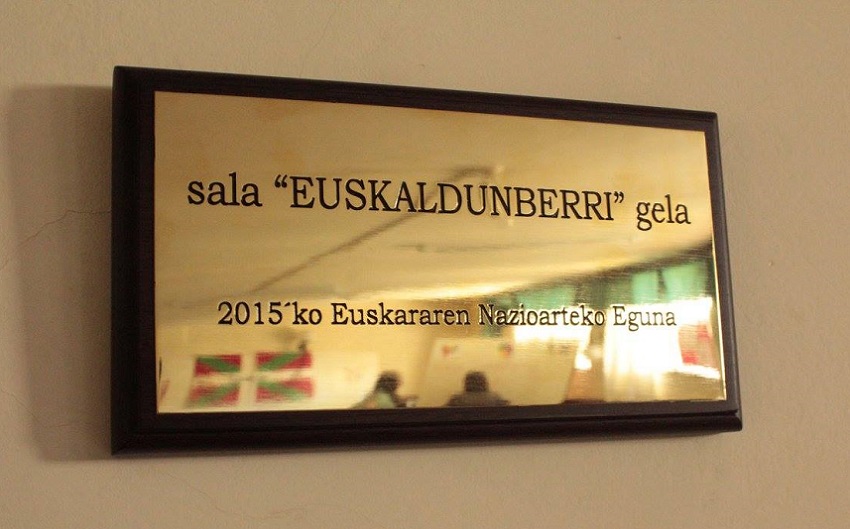 sala “EUSKALDUNBERRI” gela
2015´ko Euskararen Nazioarteko Eguna